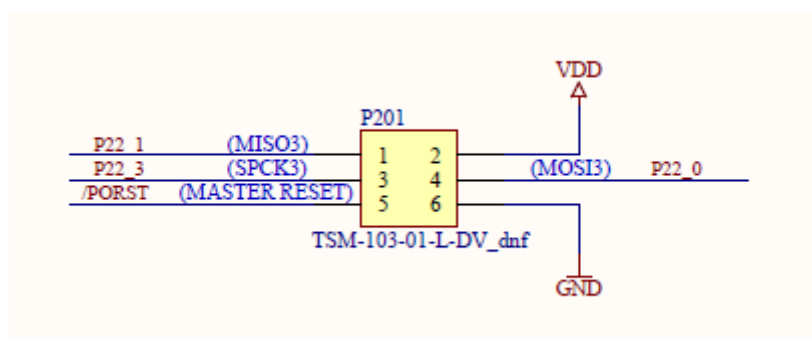 VDD
P201
P22_1 (MISO3) 1 2
P22_3 (SPCK3) 3 4 (MOSI3) P22_0
/PORST (MASTER RESET) 5 6
TSM-103-01-L-DV_dnf
GND